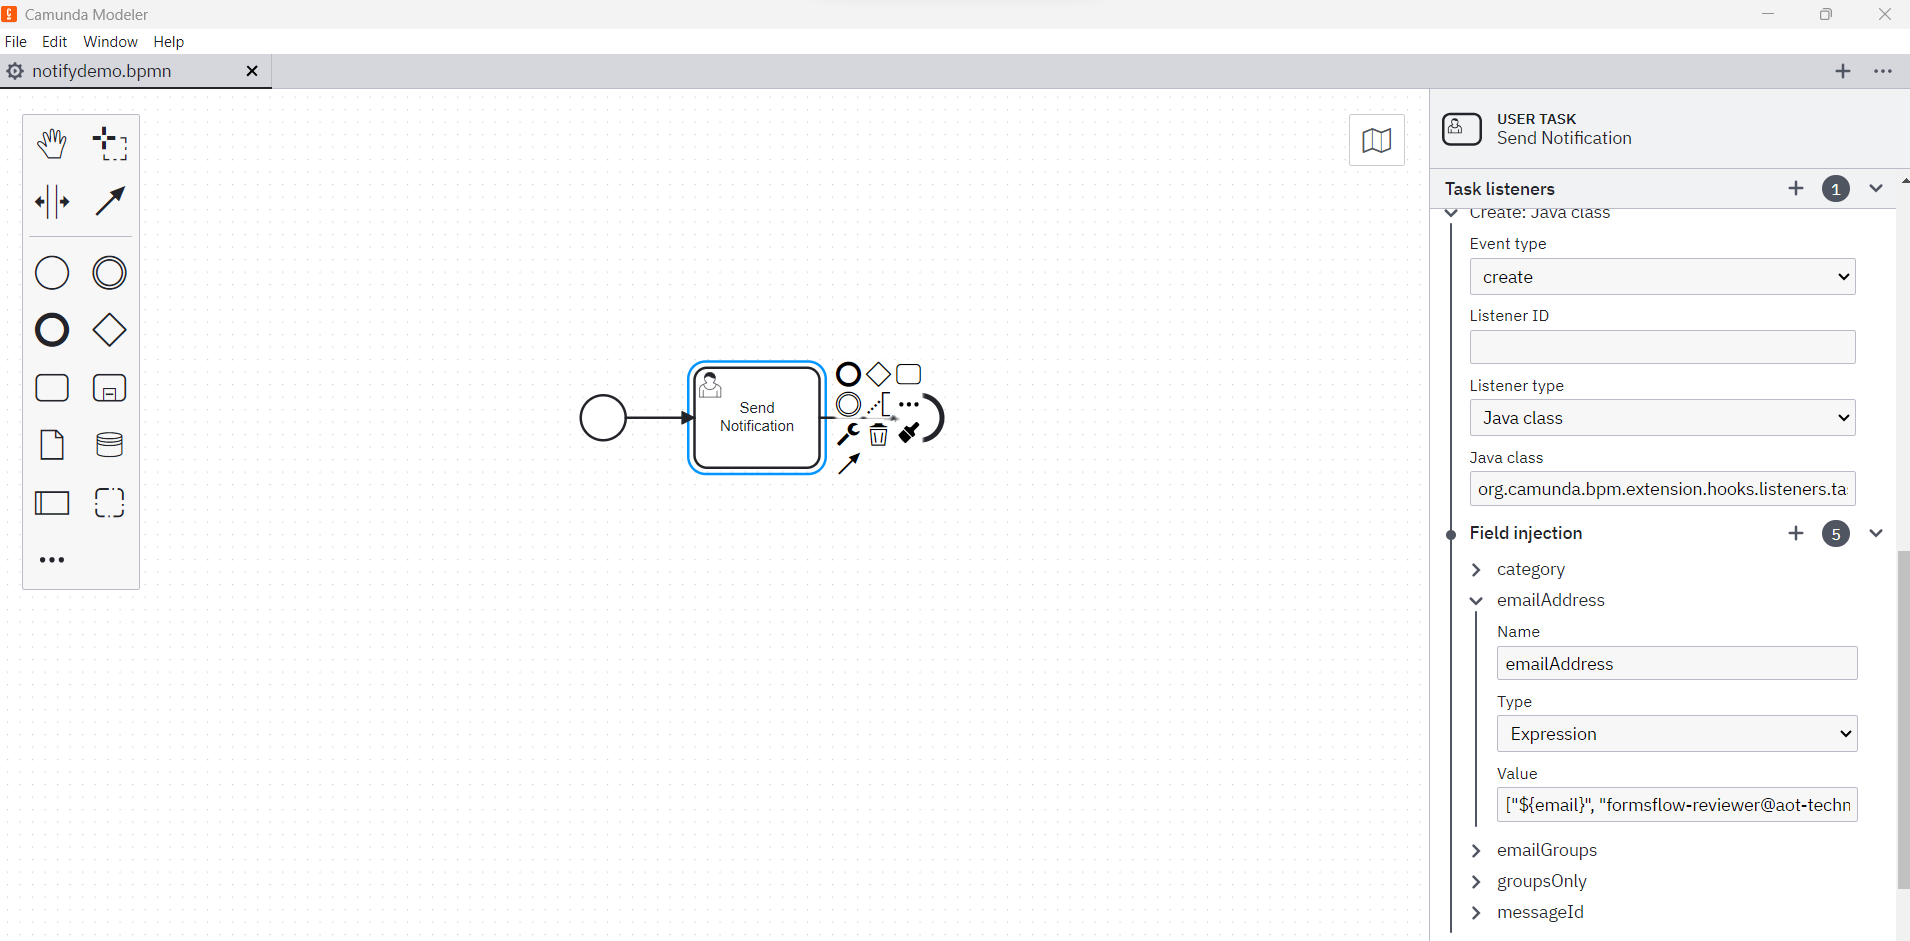 Camunda Modeler
File Edit Window Help
notifydemo.bpmn
USER TASK
Send Notification
Task listeners
1
Create: Java class
Event type
create
Listener ID
Listener type
Java class
Java class
org.camunda.bpm.extension.hooks.listeners.ta
Field injection
5
category
emailAddress
Name
emailAddress
Type
Expression
Value
["${email}", "formsflow-reviewer@aot-techn
emailGroups
groupsOnly
messageId
Send
Notification